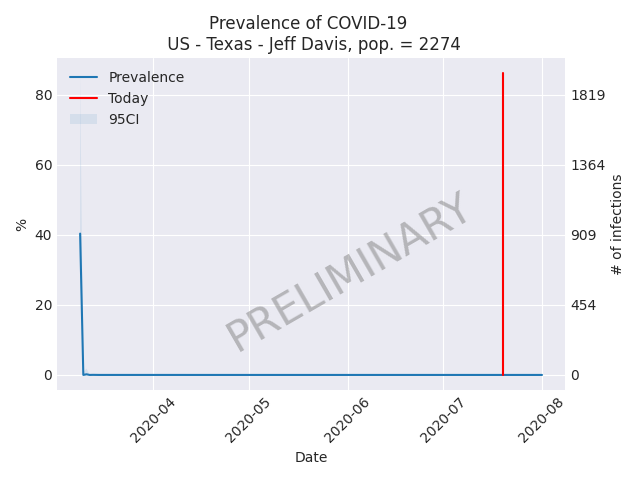 Prevalence of COVID-19
US - Texas - Jeff Davis, pop. = 2274
Prevalence
Today
95CI
80
60
40
20
0
%
1819
1364
909
454
0
# of infections
PRELIMINARY
2020-04
2020-05
2020-06
2020-07
2020-08
Date